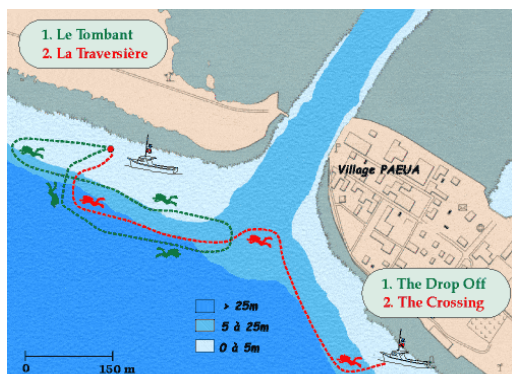 1. Le Tombant
2. La Traversière
Village PAEUA
1. The Drop Off
2. The Crossing
> 25m
5 à 25m
0 à 5m
0 150 m